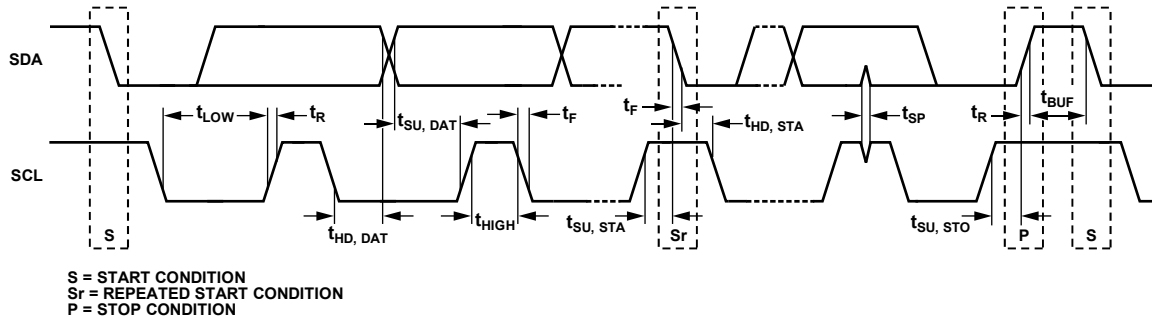 SDA
t_LOW
t_R
t_SU, DAT
t_F
t_F
t_HD, STA
t_SP
t_R
t_BUF
SCL
S
t_HD, DAT
t_HIGH
t_SU, STA
Sr
t_SU, STO
P
S
S = START CONDITION
Sr = REPEATED START CONDITION
P = STOP CONDITION